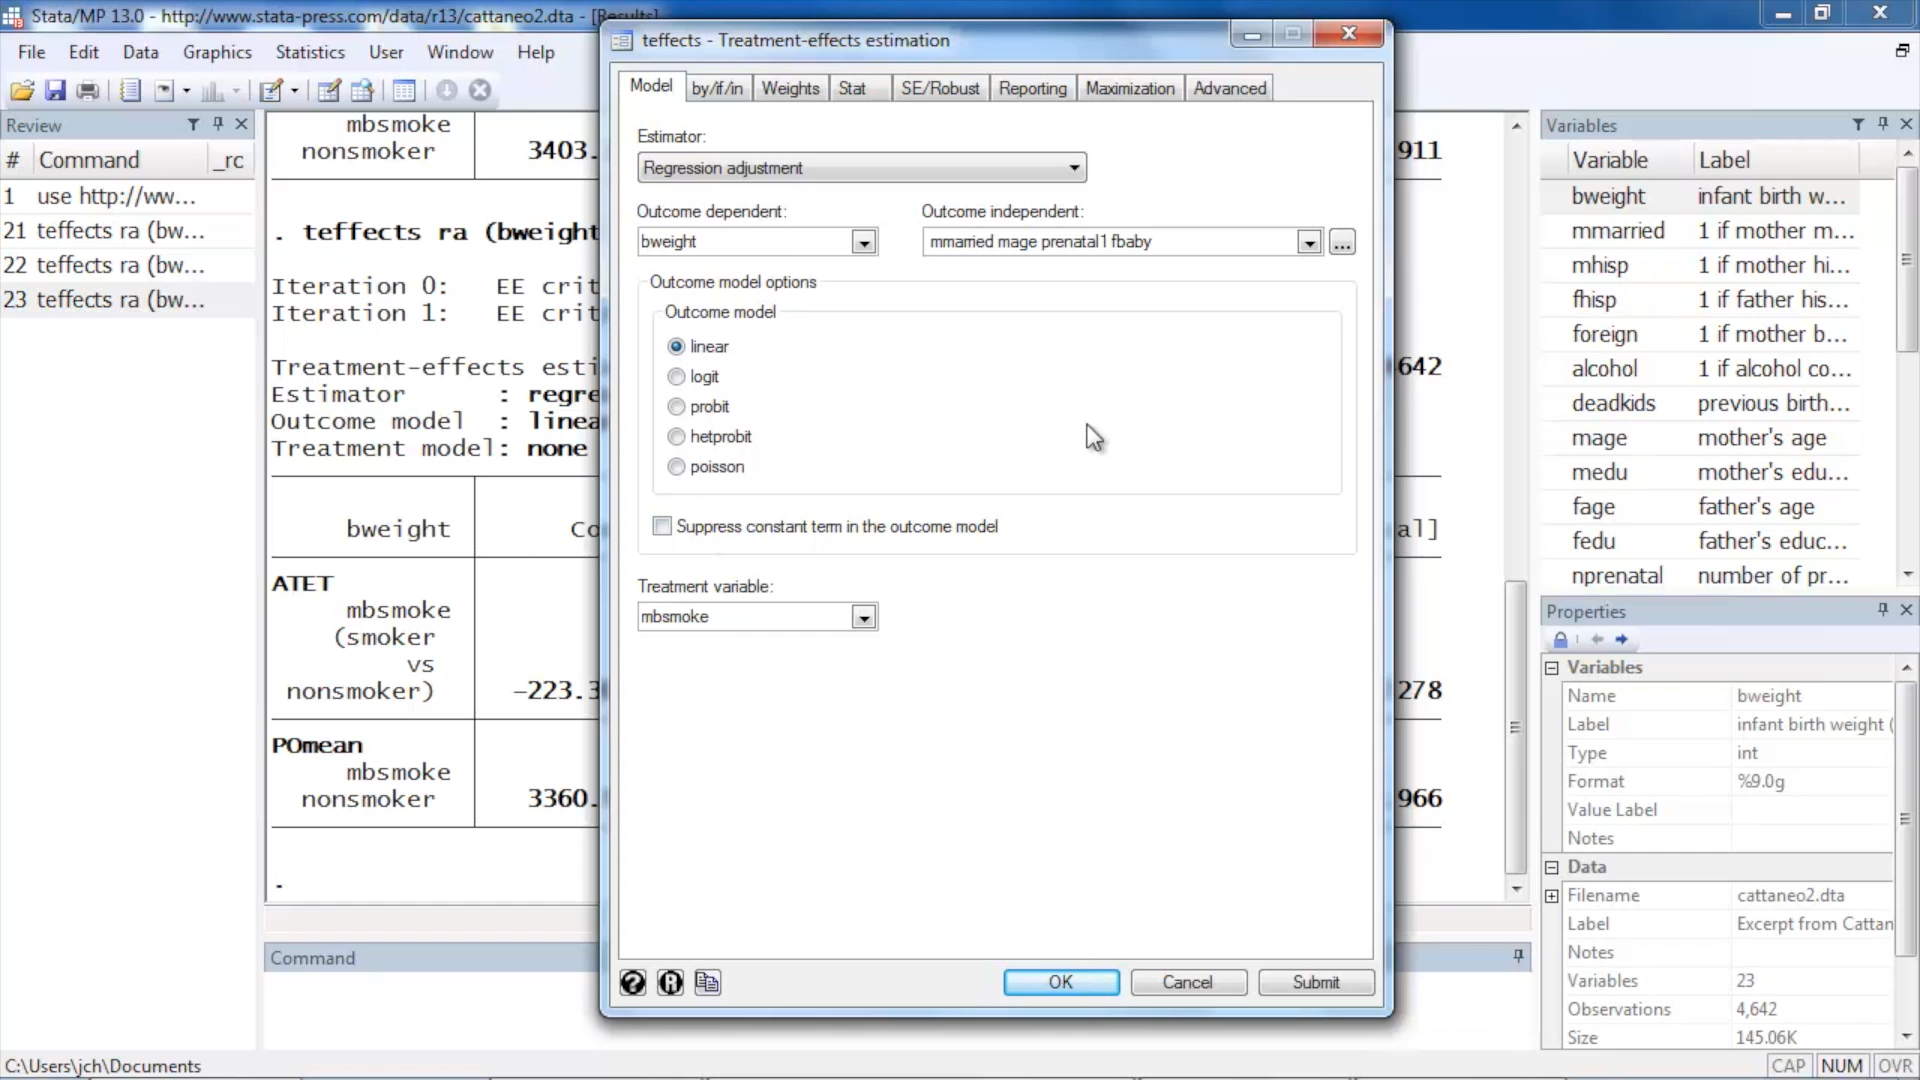 Stata/MP 13.0 - http://www.stata-press.com/data/r13/cattaneo2.dta - [Results]
File Edit Data Graphics Statistics User Window Help
Review
# Command _rc
1 use http://ww...
21 teffects ra (bw...
22 teffects ra (bw...
23 teffects ra (bw...
mbsmoke
nonsmoker 3403. 911
. teffects ra (bweight
Iteration 0: EE crit
Iteration 1: EE crit
Treatment-effects esti 642
Estimator : regre
Outcome model : linea
Treatment model: none
bweight Co al]
ATET
mbsmoke
(smoker
vs
nonsmoker) -223.3 278
POmean
mbsmoke
nonsmoker 3360. 966
.
Command
teffects - Treatment-effects estimation
Model by/if/in Weights Stat SE/Robust Reporting Maximization Advanced
Estimator:
Regression adjustment
Outcome dependent: Outcome independent:
bweight mmarried mage prenatal1 fbaby ...
Outcome model options
Outcome model
linear
logit
probit
hetprobit
poisson
Suppress constant term in the outcome model
Treatment variable:
mbsmoke
? R
OK Cancel Submit
Variables
Variable Label
bweight infant birth w...
mmarried 1 if mother m...
mhisp 1 if mother hi...
fhisp 1 if father his...
foreign 1 if mother b...
alcohol 1 if alcohol co...
deadkids previous birth...
mage mother's age
medu mother's edu...
fage father's age
fedu father's educ...
nprenatal number of pr...
Properties
Variables
Name bweight
Label infant birth weight (
Type int
Format %9.0g
Value Label
Notes
Data
Filename cattaneo2.dta
Label Excerpt from Cattan
Notes
Variables 23
Observations 4,642
Size 145.06K
C:\Users\jch\Documents CAP NUM OVR